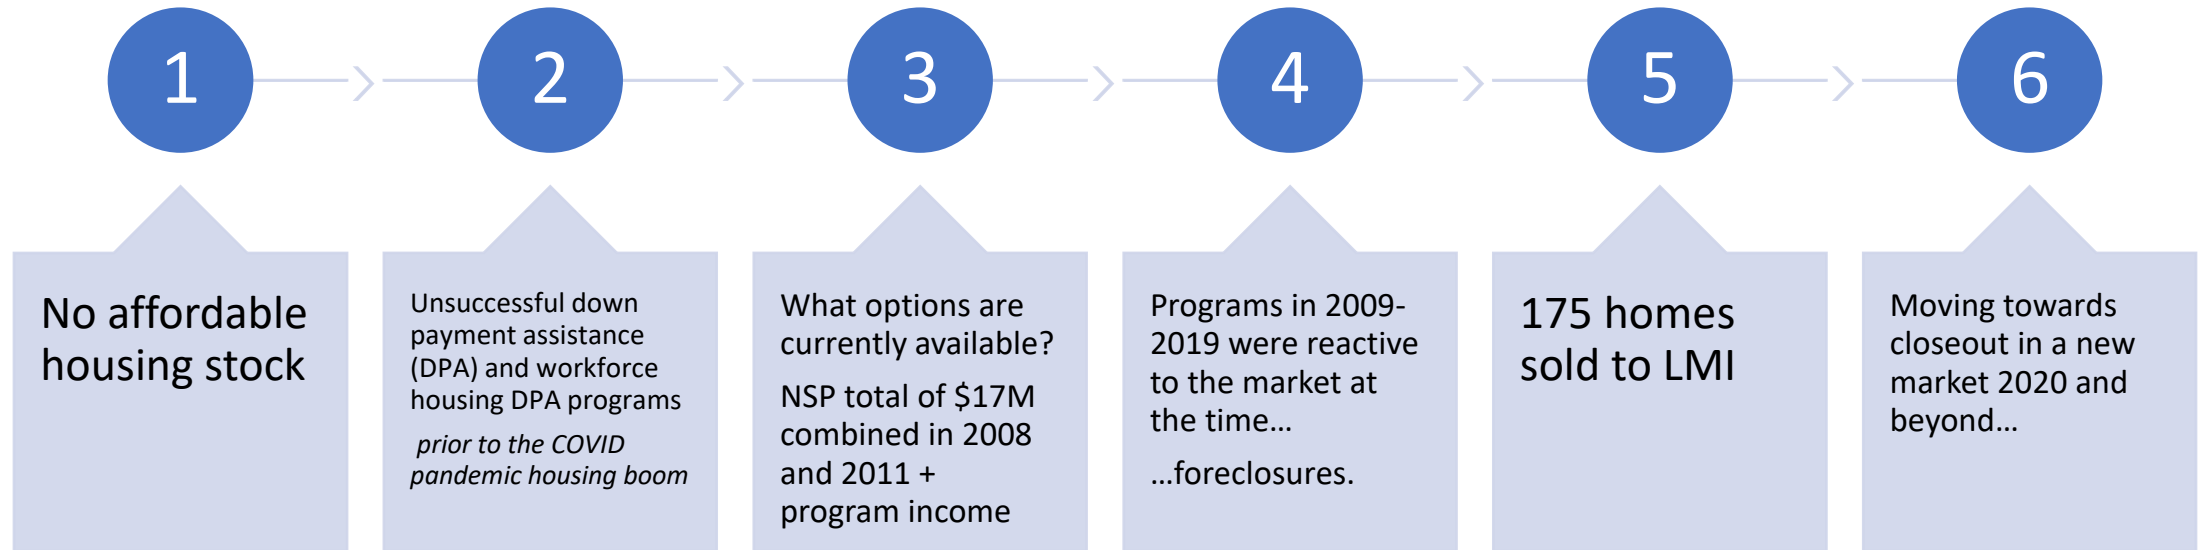 1
2
3
4
5
6
No affordable
housing stock
Unsuccessful down
payment assistance
(DPA) and workforce
housing DPA programs
prior to the COVID
pandemic housing boom
What options are
currently available?
NSP total of $17M
combined in 2008
and 2011 +
program income
Programs in 2009-
2019 were reactive
to the market at
the time…
…foreclosures.
175 homes
sold to LMI
Moving towards
closeout in a new
market 2020 and
beyond…